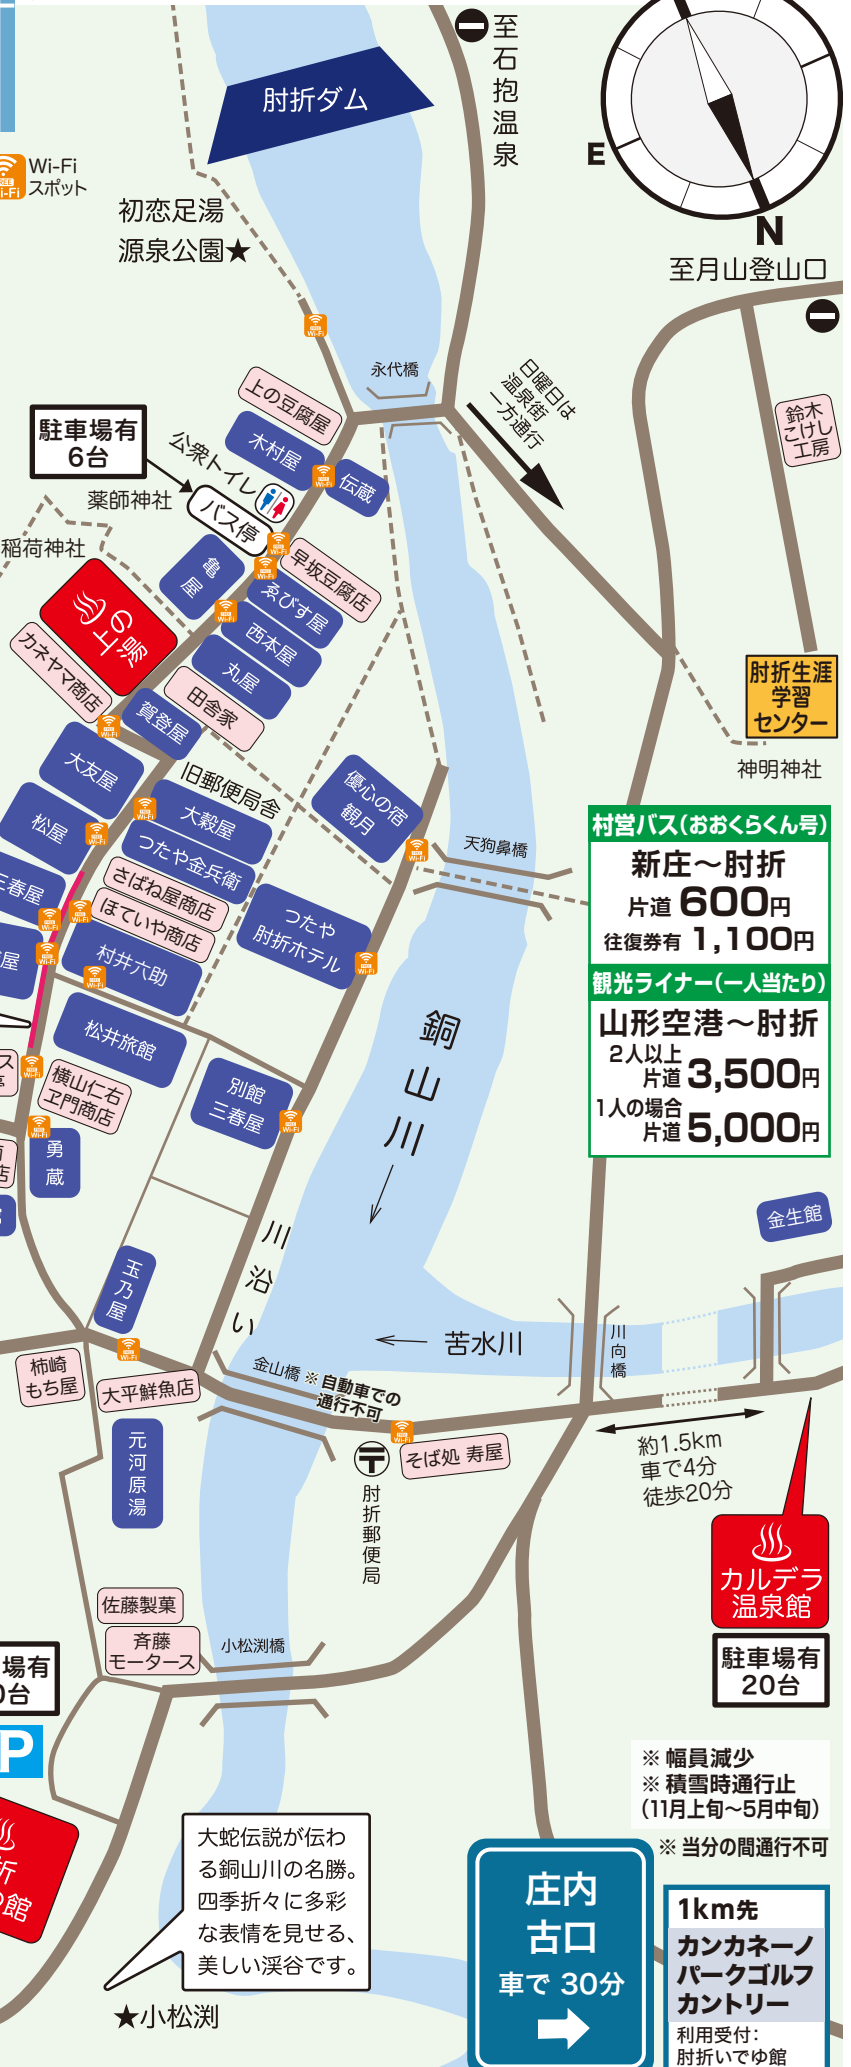 至石抱温泉
肘折ダム
E
N
FREE
Wi-Fi
Wi-Fi
スポット
初恋足湯
源泉公園★
至月山登山口
永代橋
日曜日は
温泉街
一方通行
鈴木
こけし
工房
上の豆腐屋
駐車場有
6台
木村屋
伝蔵
公衆トイレ
バス停
薬師神社
稲荷神社
早坂豆腐店
亀屋
ゑびす屋
西本屋
丸屋
上の湯
カネヤマ商店
田舎家
賀登屋
肘折生涯
学習
センター
神明神社
大友屋
旧郵便局舎
優心の宿
観月
松屋
大穀屋
つたや金兵衛
天狗鼻橋
三春屋
さばね屋商店
ほていや商店
つたや
肘折ホテル
屋
村井六助
村営バス(おおくらくん号)
新庄〜肘折
片道 600円
往復券有 1,100円
観光ライナー(一人当たり)
山形空港〜肘折
2人以上
片道 3,500円
1人の場合
片道 5,000円
銅山川
松井旅館
横山仁右
ヱ門商店
別館
三春屋
勇蔵
ス
店
金生館
川沿い
玉乃屋
苦水川
川向橋
柿崎
もち屋
大平鮮魚店
金山橋
※自動車での
通行不可
そば処 寿屋
肘折郵便局
約1.5km
車で4分
徒歩20分
元河原湯
カルデラ
温泉館
駐車場有
20台
佐藤製菓
斉藤
モータース
小松渕橋
場有
0台
P
折
館
※ 幅員減少
※ 積雪時通行止
(11月上旬〜5月中旬)
※ 当分の間通行不可
大蛇伝説が伝わ
る銅山川の名勝。
四季折々に多彩
な表情を見せる、
美しい渓谷です。
★小松渕
庄内
古口
車で 30分
1km先
カンカネーノ
パークゴルフ
カントリー
利用受付:
肘折いでゆ館